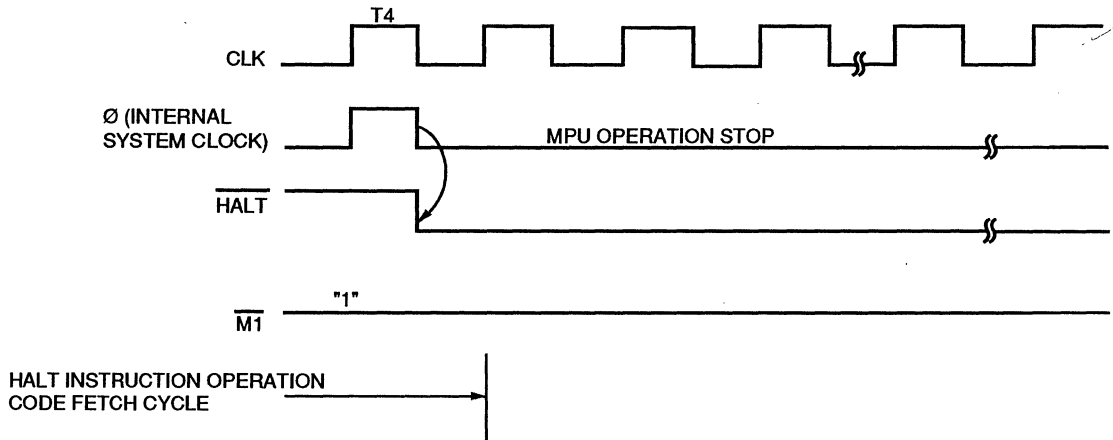 T4
CLK
Ø (INTERNAL
SYSTEM CLOCK)
MPU OPERATION STOP
HALT
"1"
M1
HALT INSTRUCTION OPERATION
CODE FETCH CYCLE